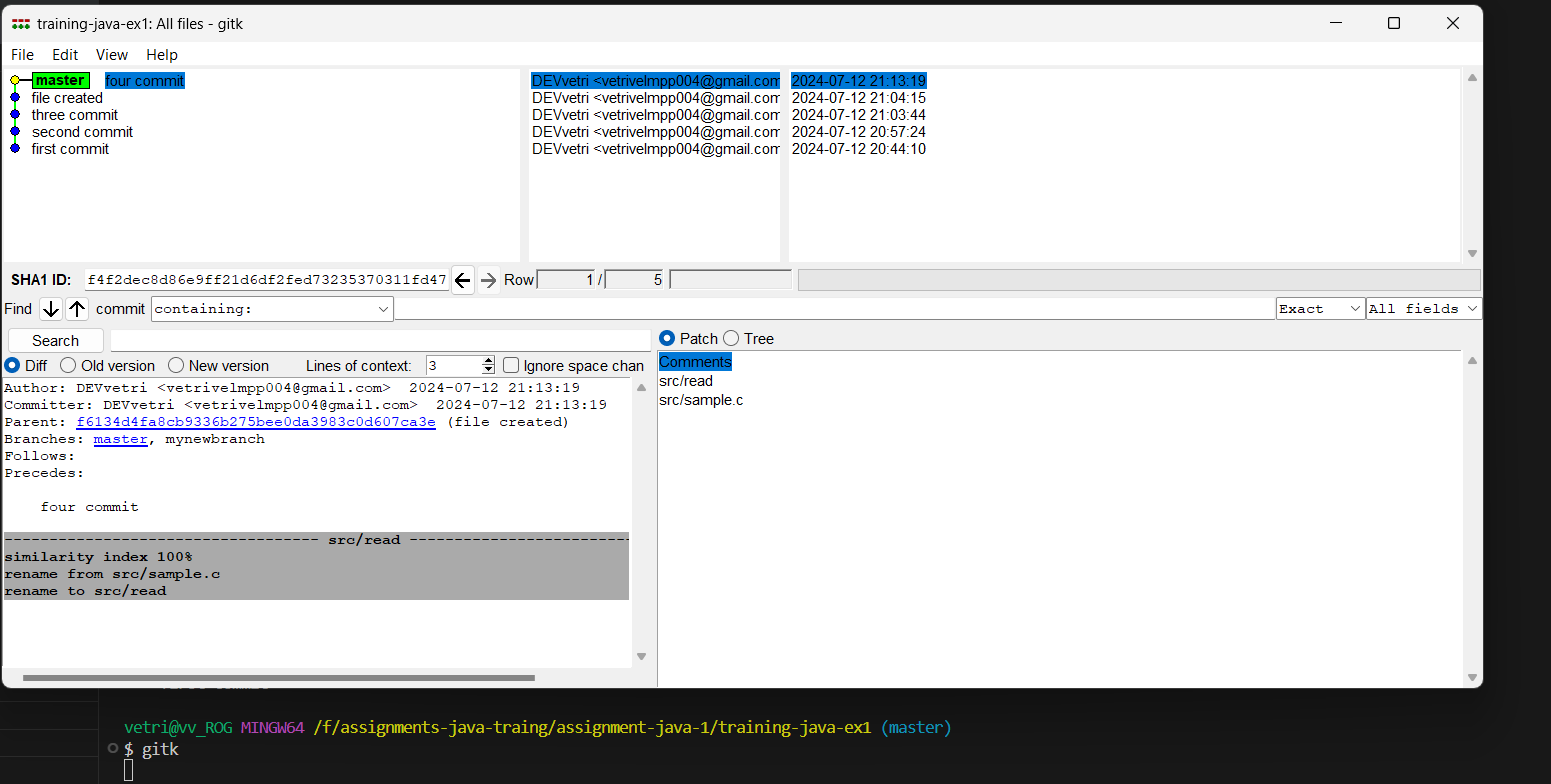 training-java-ex1: All files - gitk
File Edit View Help
master four commit DEVvetri <vetrivelmpp004@gmail.com 2024-07-12 21:13:19
file created DEVvetri <vetrivelmpp004@gmail.com 2024-07-12 21:04:15
three commit DEVvetri <vetrivelmpp004@gmail.com 2024-07-12 21:03:44
second commit DEVvetri <vetrivelmpp004@gmail.com 2024-07-12 20:57:24
first commit DEVvetri <vetrivelmpp004@gmail.com 2024-07-12 20:44:10
SHA1 ID: f4f2dec8d86e9ff21d6df2fed73235370311fd47 Row 1 / 5
Find commit containing: Exact All fields
Search
Patch Tree
Diff Old version New version Lines of context: 3 Ignore space chan
Comments
src/read
src/sample.c
Author: DEVvetri <vetrivelmpp004@gmail.com> 2024-07-12 21:13:19
Committer: DEVvetri <vetrivelmpp004@gmail.com> 2024-07-12 21:13:19
Parent: f6134d4fa8cb9336b275bee0da3983c0d607ca3e (file created)
Branches: master, mynewbranch
Follows:
Precedes:
four commit
----------------------------------- src/read ------------------------
similarity index 100%
rename from src/sample.c
rename to src/read
vetri@vv_ROG MINGW64 /f/assignments-java-traing/assignment-java-1/training-java-ex1 (master)
$ gitk